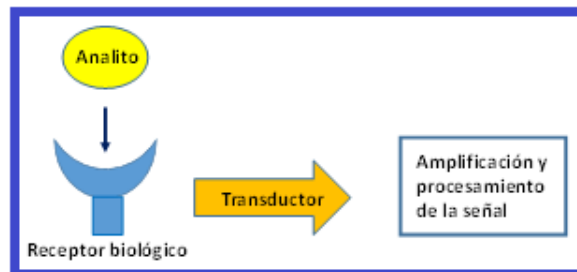 Analito
Receptor biológico
Transductor
Amplificación y
procesamiento
de la señal